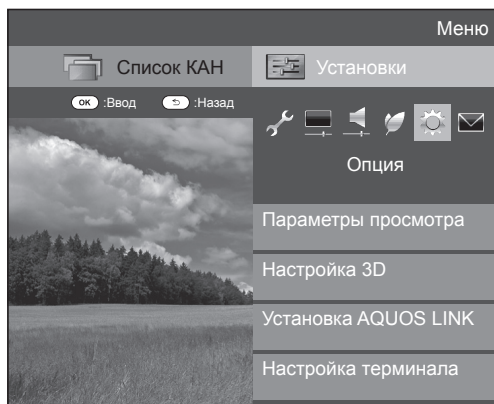 Меню
Список КАН
Установки
OK :Ввод :Назад
Опция
Параметры просмотра
Настройка 3D
Установка AQUOS LINK
Настройка терминала